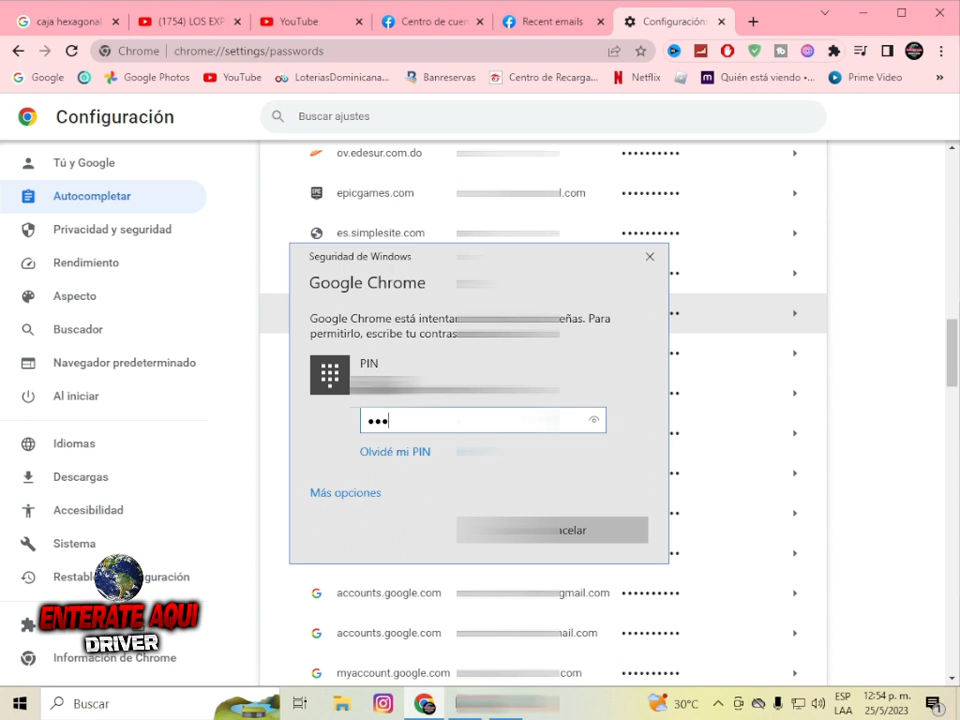 caja hexagonal
(1754) LOS EXP
YouTube
Centro de cuen
Recent emails
Configuración:
Chrome | chrome://settings/passwords
Google
Google Photos
YouTube
LoteriasDominicana...
Banreservas
Centro de Recarga...
Netflix
Quién está viendo •...
Prime Video
»
Configuración
Buscar ajustes
Tú y Google
Autocompletar
Privacidad y seguridad
Rendimiento
Aspecto
Buscador
Navegador predeterminado
Al iniciar
Idiomas
Descargas
Accesibilidad
Sistema
Restabl guración
Información de Chrome
ENTERATE AQUI
DRIVER
ov.edesur.com.do ••••••••••
epicgames.com l.com ••••••••••
es.simplesite.com ••••••••••
Seguridad de Windows
Google Chrome
Google Chrome está intentar eñas. Para
permitirlo, escribe tu contras
PIN
•••
Olvidé mi PIN
Más opciones
celar
accounts.google.com gmail.com ••••••••••
accounts.google.com ail.com ••••••••••
myaccount.google.com com ••••••••••
Buscar
30°C
ESP
LAA
12:54 p. m.
25/5/2023